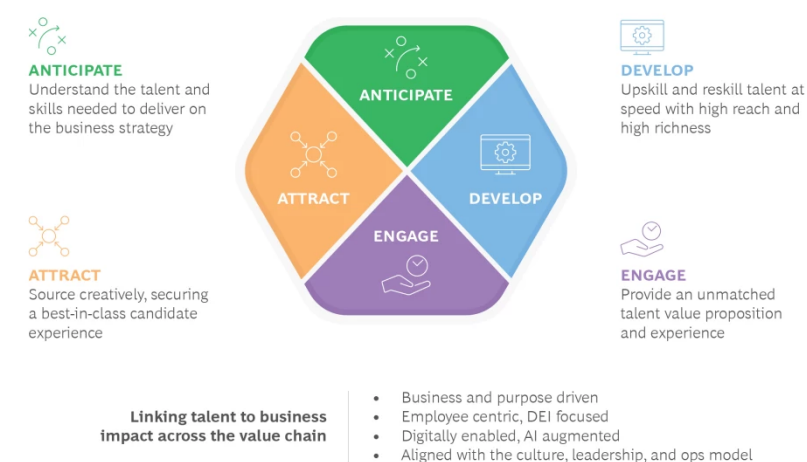 ANTICIPATE
Understand the talent and
skills needed to deliver on
the business strategy
ATTRACT
Source creatively, securing
a best-in-class candidate
experience
ANTICIPATE
ATTRACT
DEVELOP
ENGAGE
DEVELOP
Upskill and reskill talent at
speed with high reach and
high richness
ENGAGE
Provide an unmatched
talent value proposition
and experience
Linking talent to business
impact across the value chain
• Business and purpose driven
• Employee centric, DEI focused
• Digitally enabled, AI augmented
• Aligned with the culture, leadership, and ops model